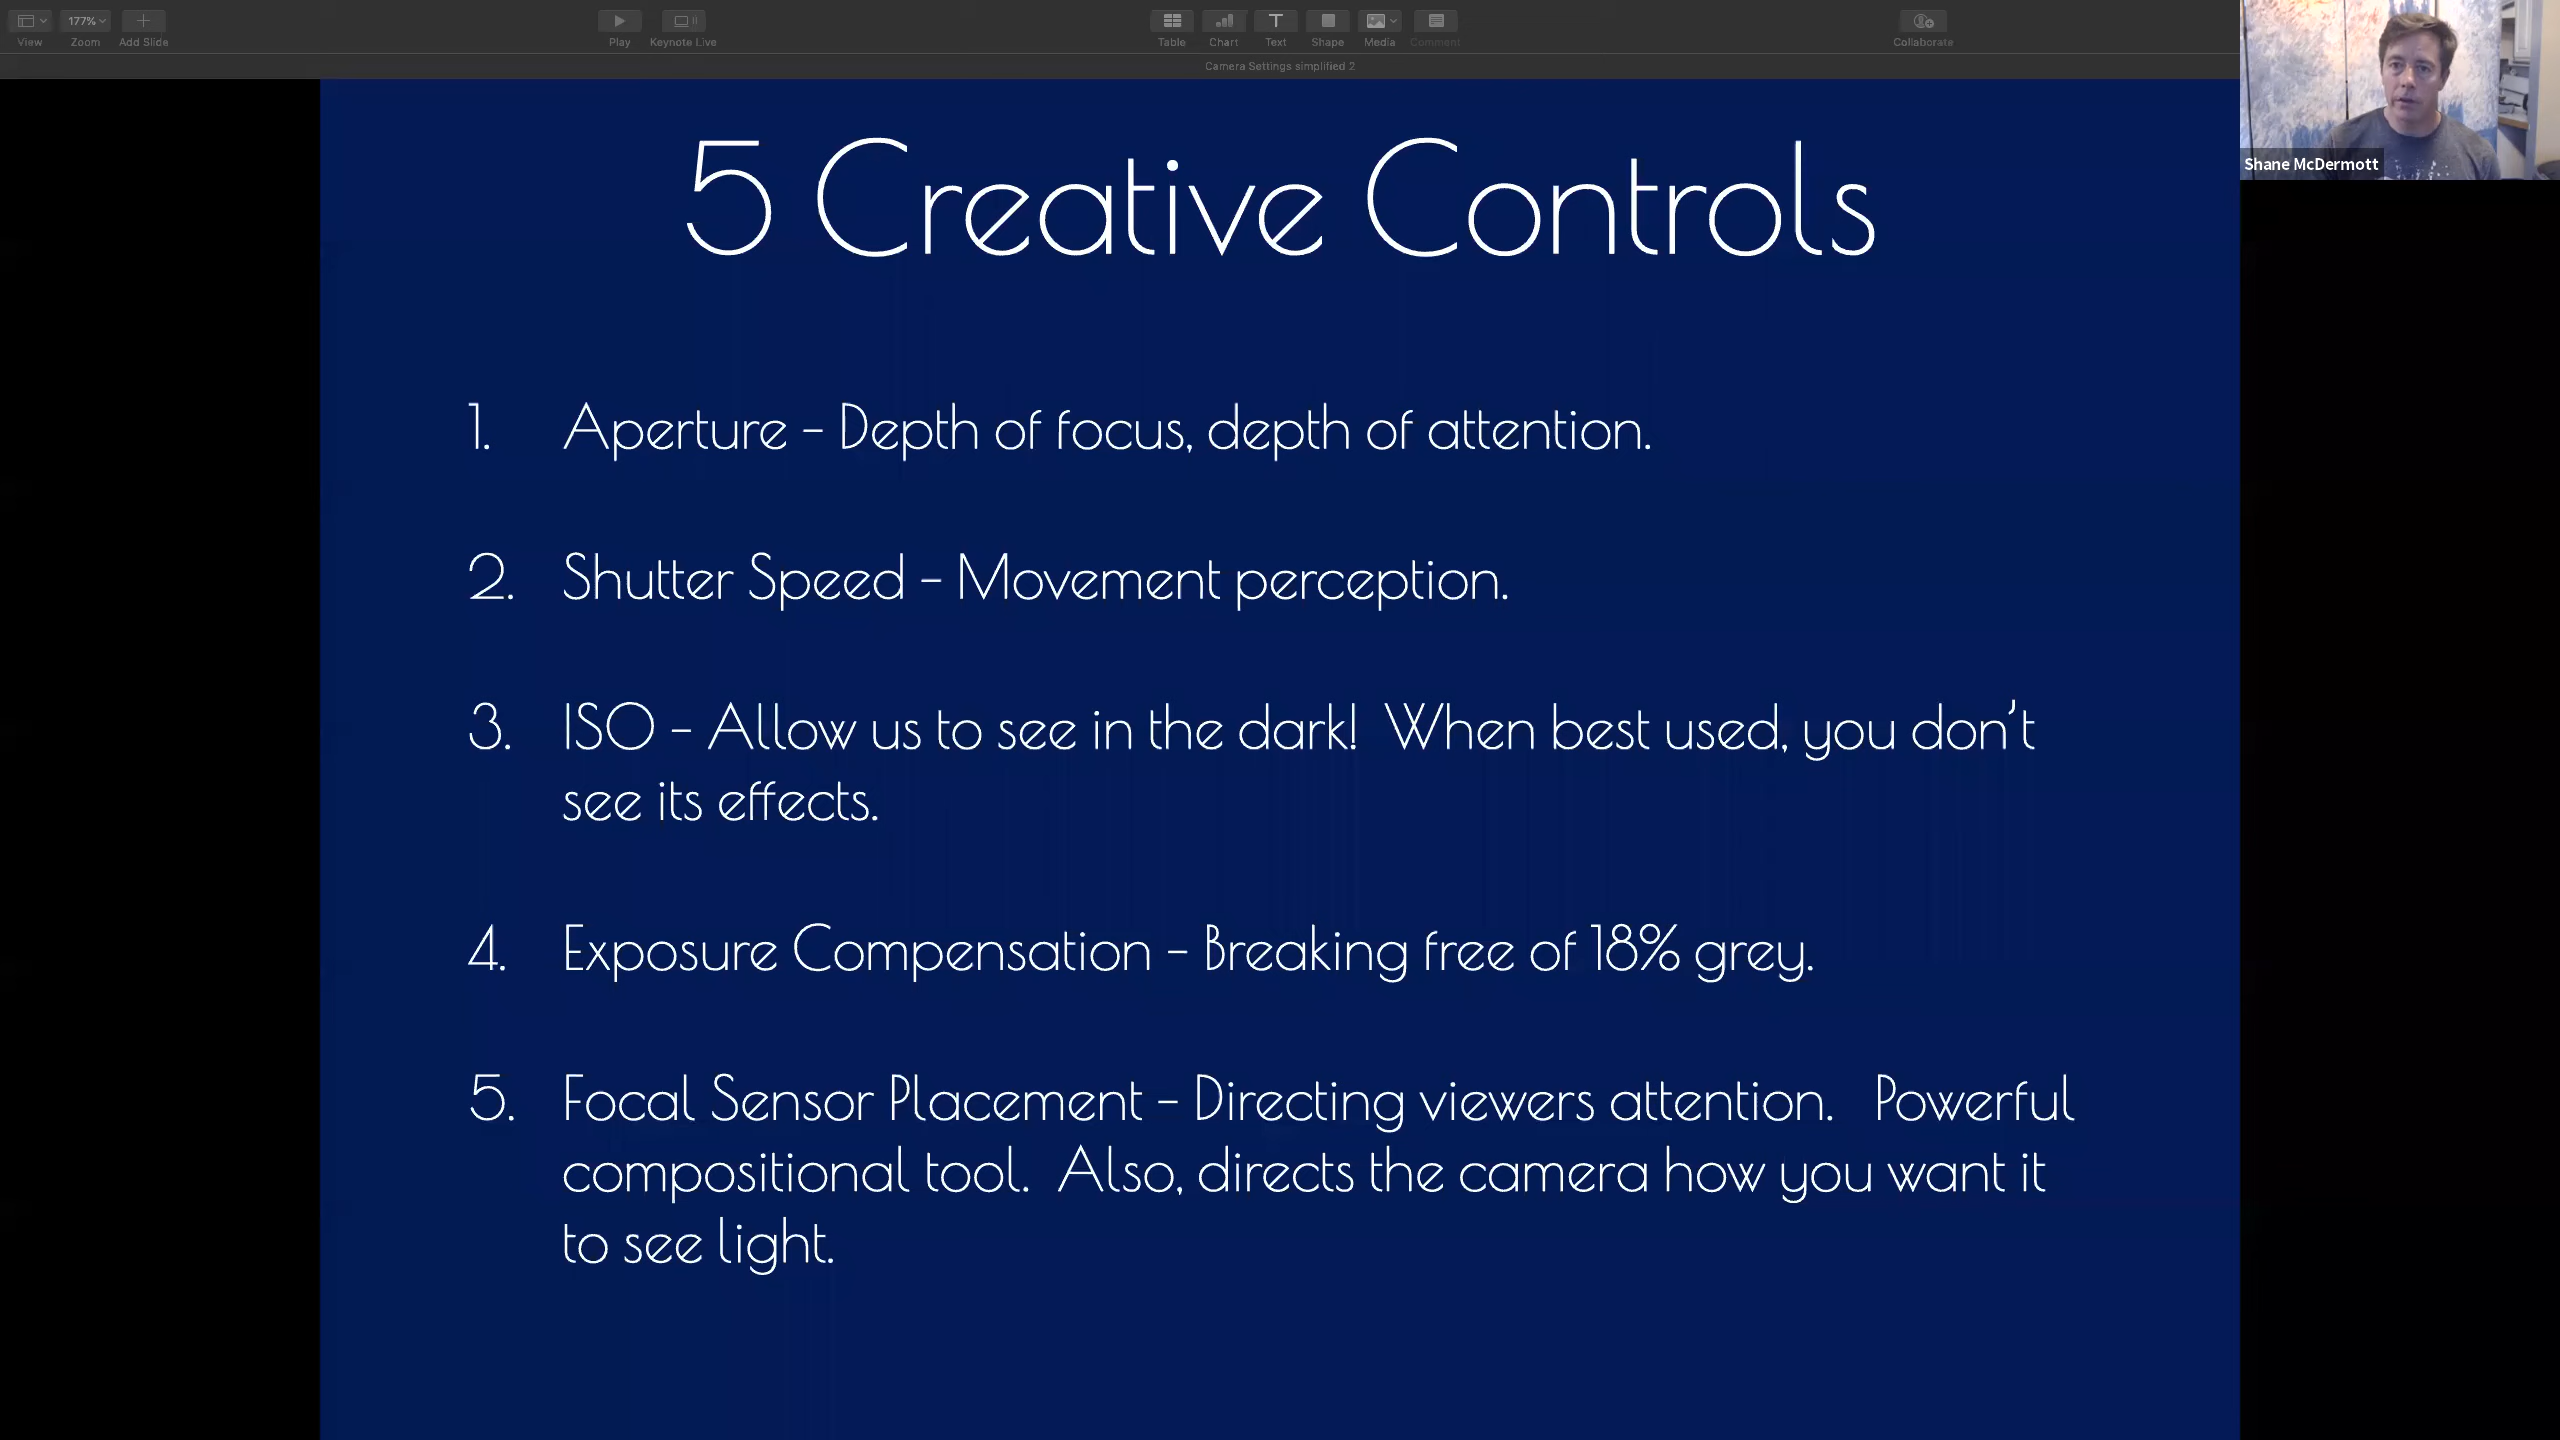 177%
View
Zoom
Add Slide
Play
Keynote Live
Table
Chart
Text
Shape
Media
Comment
Collaborate
Camera Settings simplified 2
Shane McDermott
5 Creative Controls
1. Aperture – Depth of focus, depth of attention.
2. Shutter Speed – Movement perception.
3. ISO – Allow us to see in the dark! When best used, you don’t
see its effects.
4. Exposure Compensation – Breaking free of 18% grey.
5. Focal Sensor Placement – Directing viewers attention. Powerful
compositional tool. Also, directs the camera how you want it
to see light.